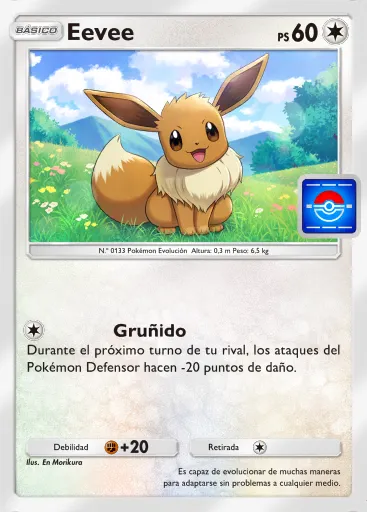 BÁSICO Eevee PS 60
N.º 0133 Pokémon Evolución Altura: 0,3 m Peso: 6,5 kg
Gruñido
Durante el próximo turno de tu rival, los ataques del
Pokémon Defensor hacen -20 puntos de daño.
Debilidad +20 Retirada
Ilus. En Morikura
Es capaz de evolucionar de muchas maneras
para adaptarse sin problemas a cualquier medio.